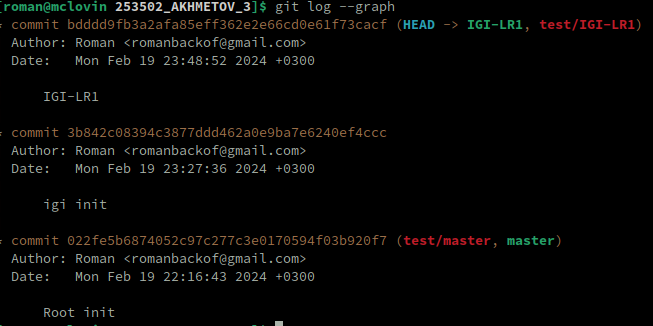 [roman@mclovin 253502_AKHMETOV_3]$ git log --graph
* commit bdddd9fb3a2afa85eff362e2e66cd0e61f73cacf (HEAD -> IGI-LR1, test/IGI-LR1)
Author: Roman <romanbackof@gmail.com>
Date:   Mon Feb 19 23:48:52 2024 +0300
IGI-LR1
* commit 3b842c08394c3877ddd462a0e9ba7e6240ef4ccc
Author: Roman <romanbackof@gmail.com>
Date:   Mon Feb 19 23:27:36 2024 +0300
igi init
* commit 022fe5b6874052c97c277c3e0170594f03b920f7 (test/master, master)
Author: Roman <romanbackof@gmail.com>
Date:   Mon Feb 19 22:16:43 2024 +0300
Root init